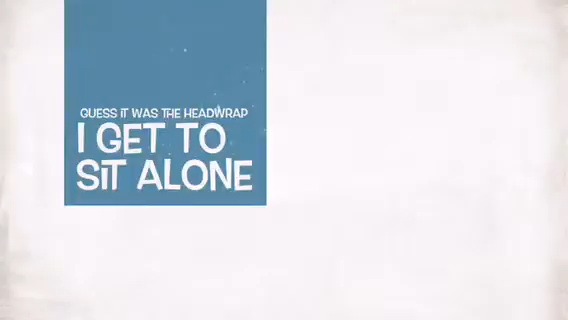 GUESS IT WAS THE HEADWRAP
I GET TO
SIT ALONE